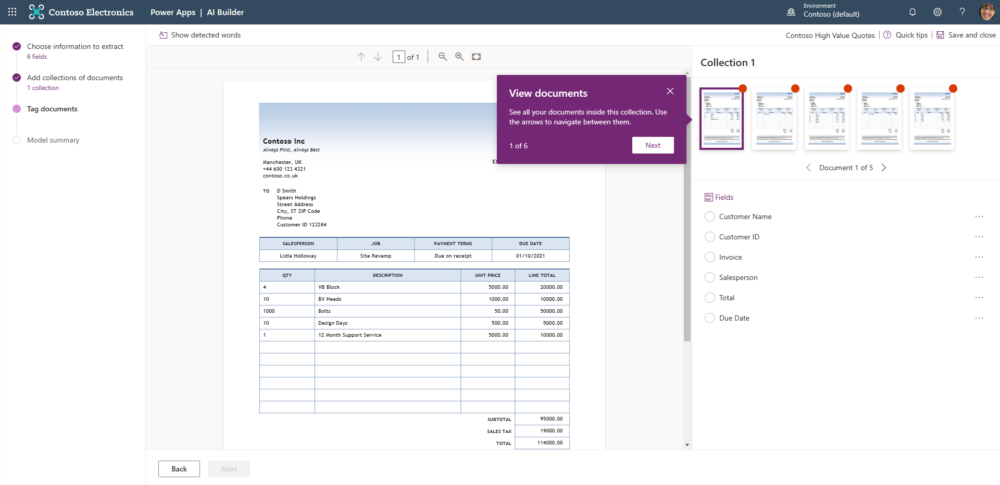 Contoso Electronics
Power Apps | AI Builder
Environment
Contoso (default)
Choose information to extract
6 fields
Add collections of documents
1 collection
Tag documents
Model summary
Show detected words
Contoso High Value Quotes
Quick tips
Save and close
1 of 1
View documents
See all your documents inside this collection. Use
the arrows to navigate between them.
1 of 6
Next
Contoso Inc
Always First, Always Best
Manchester, UK
+44 600 123 4321
contoso.co.uk
TO D Smith
Spears Holdings
Street Address
City, ST ZIP Code
Phone
Customer ID 123284
SALESPERSON JOB PAYMENT TERMS DUE DATE
Lidia Holloway Site Revamp Due on receipt 01/10/2021
QTY DESCRIPTION UNIT PRICE LINE TOTAL
4 VB Block 5000.00 20000.00
10 BV Heads 1000.00 10000.00
1000 Bolts 50.00 50000.00
10 Design Days 500.00 5000.00
1 12 Month Support Service 5000.00 10000.00
SUBTOTAL 95000.00
SALES TAX 19000.00
TOTAL 114000.00
Back
Next
Collection 1
Document 1 of 5
Abc
def
Fields
Customer Name
Customer ID
Invoice
Salesperson
Total
Due Date